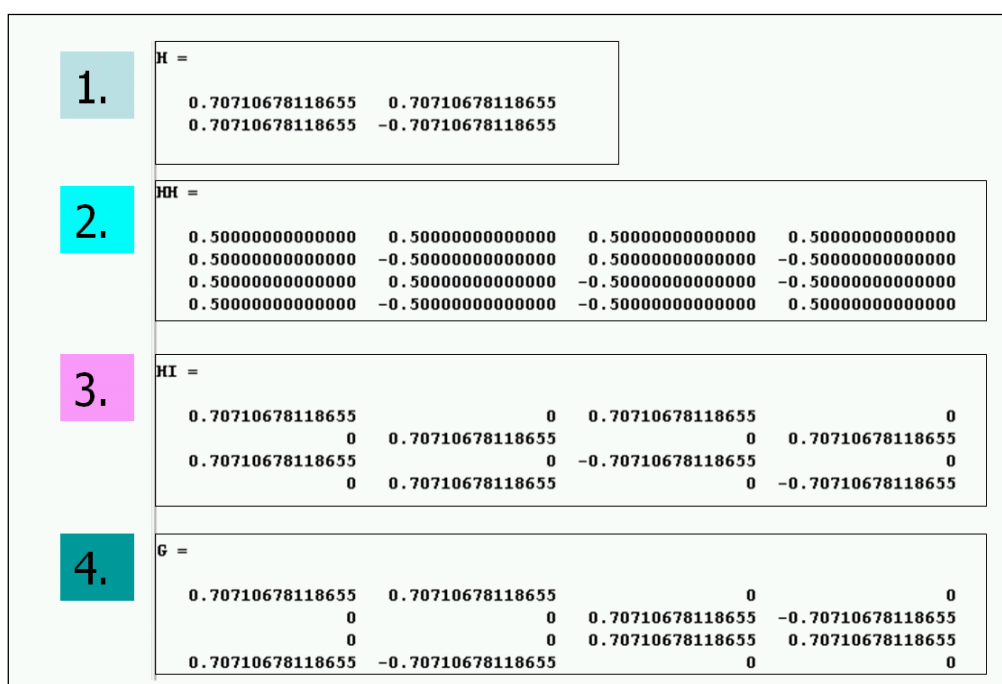 1.
H =
0.70710678118655 0.70710678118655
0.70710678118655 -0.70710678118655
2.
HH =
0.50000000000000 0.50000000000000 0.50000000000000 0.50000000000000
0.50000000000000 -0.50000000000000 0.50000000000000 -0.50000000000000
0.50000000000000 0.50000000000000 -0.50000000000000 -0.50000000000000
0.50000000000000 -0.50000000000000 -0.50000000000000 0.50000000000000
3.
HI =
0.70710678118655 0 0.70710678118655 0
0 0.70710678118655 0 0.70710678118655
0.70710678118655 0 -0.70710678118655 0
0 0.70710678118655 0 -0.70710678118655
4.
G =
0.70710678118655 0.70710678118655 0 0
0 0 0.70710678118655 -0.70710678118655
0 0 0.70710678118655 0.70710678118655
0.70710678118655 -0.70710678118655 0 0